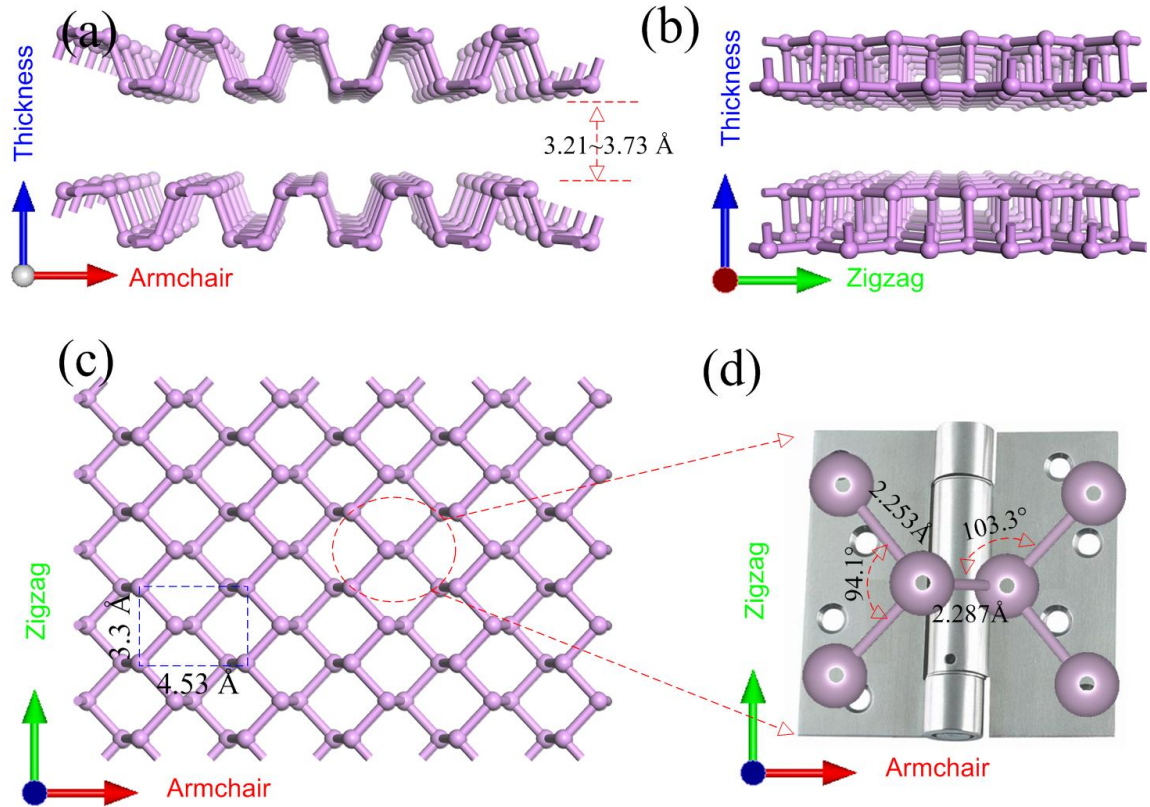 (a)
Thickness
3.21~3.73 Å
Armchair
(b)
Thickness
Zigzag
(c)
Zigzag
3.3 Å
4.53 Å
Armchair
(d)
2.253Å
103.3°
94.1°
2.287Å
Zigzag
Armchair